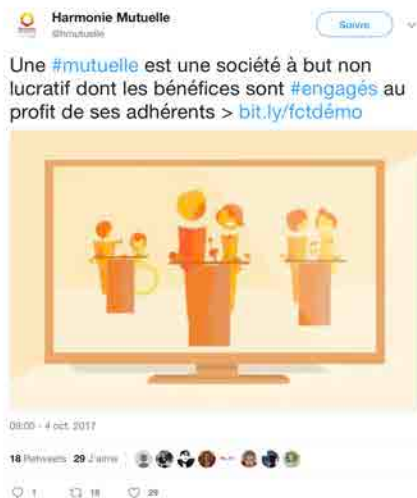 Harmonie Mutuelle
@hmutuelle
Suivre
Une #mutuelle est une société à but non
lucratif dont les bénéfices sont #engagés au
profit de ses adhérents > bit.ly/fctdémo
09:00 - 4 oct. 2017
18 Retweets 29 J'aime
1 18 29